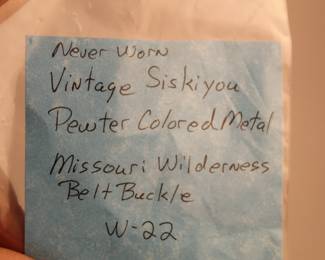 Never Worn
Vintage Siskiyou
Pewter Colored Metal
Missouri Wilderness
Belt Buckle
W-22